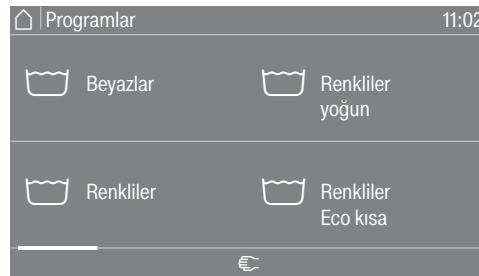 Programlar 11:02
Beyazlar
Renkliler
yoğun
Renkliler
Renkliler
Eco kısa